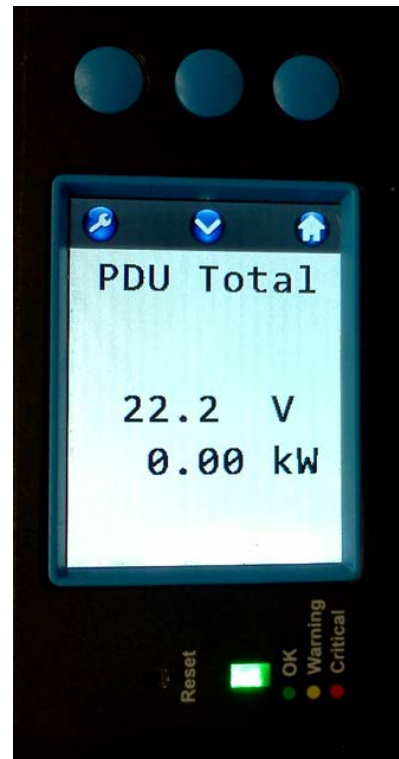 PDU Total
22.2 V
0.00 kW
Reset
OK
Warning
Critical